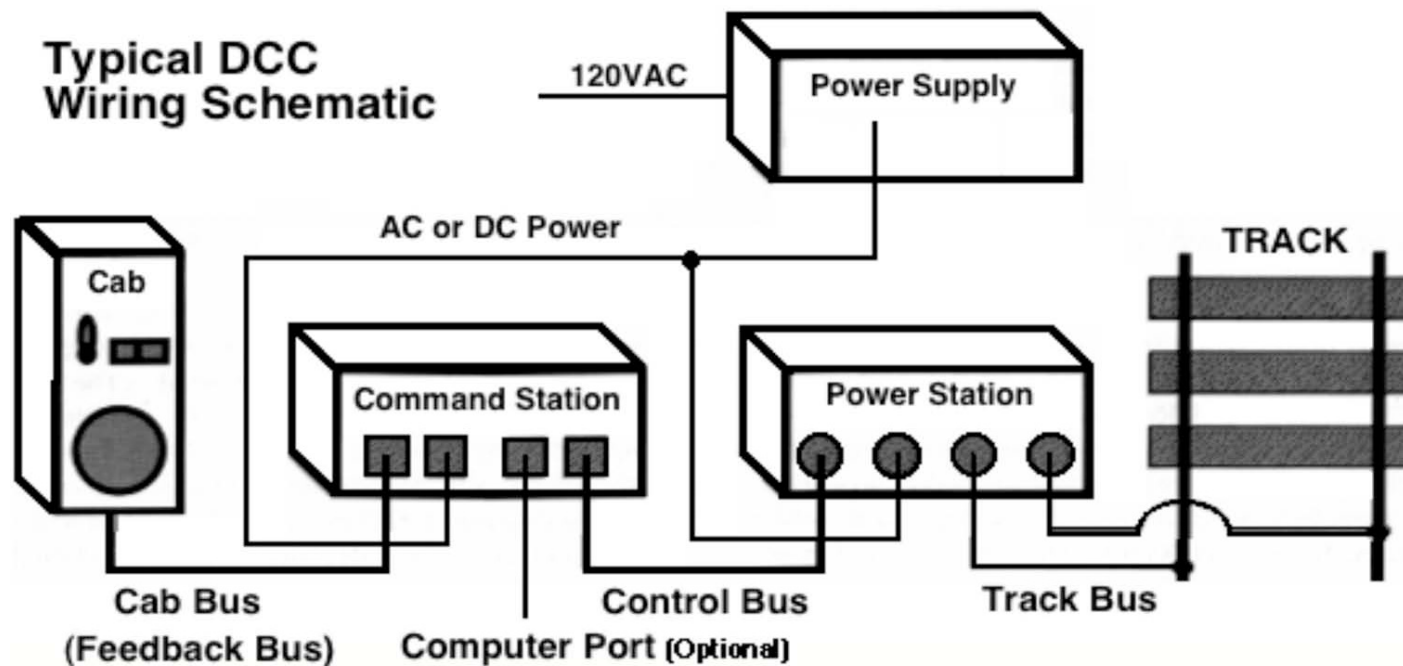 Typical DCC
Wiring Schematic
120VAC
Power Supply
AC or DC Power
TRACK
Cab
Command Station
Power Station
Cab Bus
(Feedback Bus)
Computer Port (Optional)
Control Bus
Track Bus